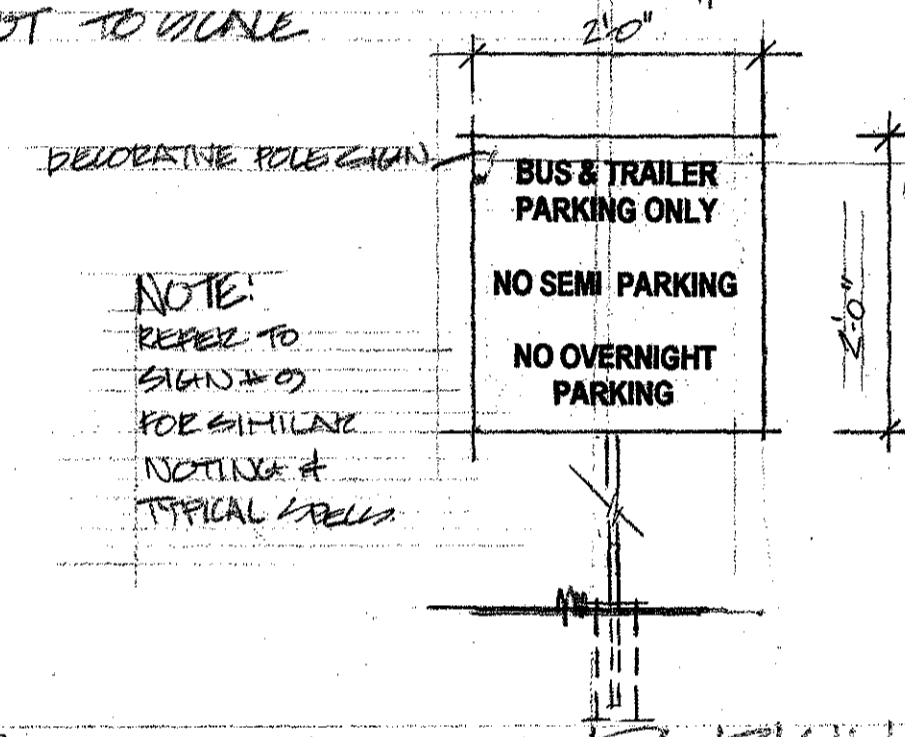 NOT TO SCALE
2'-0"
DECORATIVE POLE SIGN
BUS & TRAILER
PARKING ONLY
NO SEMI PARKING
NO OVERNIGHT
PARKING
2'-0"
NOTE:
REFER TO
SIGN #
FOR SIMILAR
NOTING &
TYPICAL SPECS.